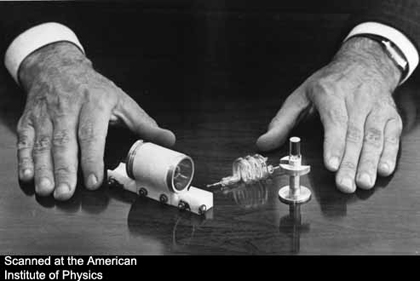 Scanned at the American
Institute of Physics